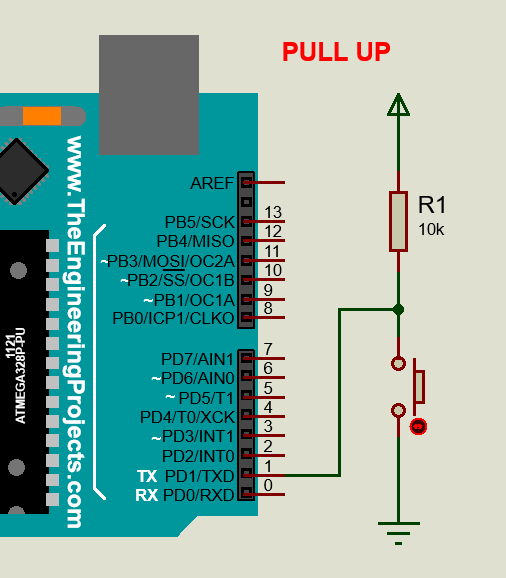 PULL UP
www.TheEngineeringProjects.com
1121
ATMEGA328P-PU
AREF
PB5/SCK 13
PB4/MISO 12
~PB3/MOSI/OC2A 11
~PB2/SS/OC1B 10
~PB1/OC1A 9
PB0/ICP1/CLKO 8
PD7/AIN1 7
~PD6/AIN0 6
~PD5/T1 5
PD4/T0/XCK 4
~PD3/INT1 3
PD2/INT0 2
TX PD1/TXD 1
RX PD0/RXD 0
R1
10k